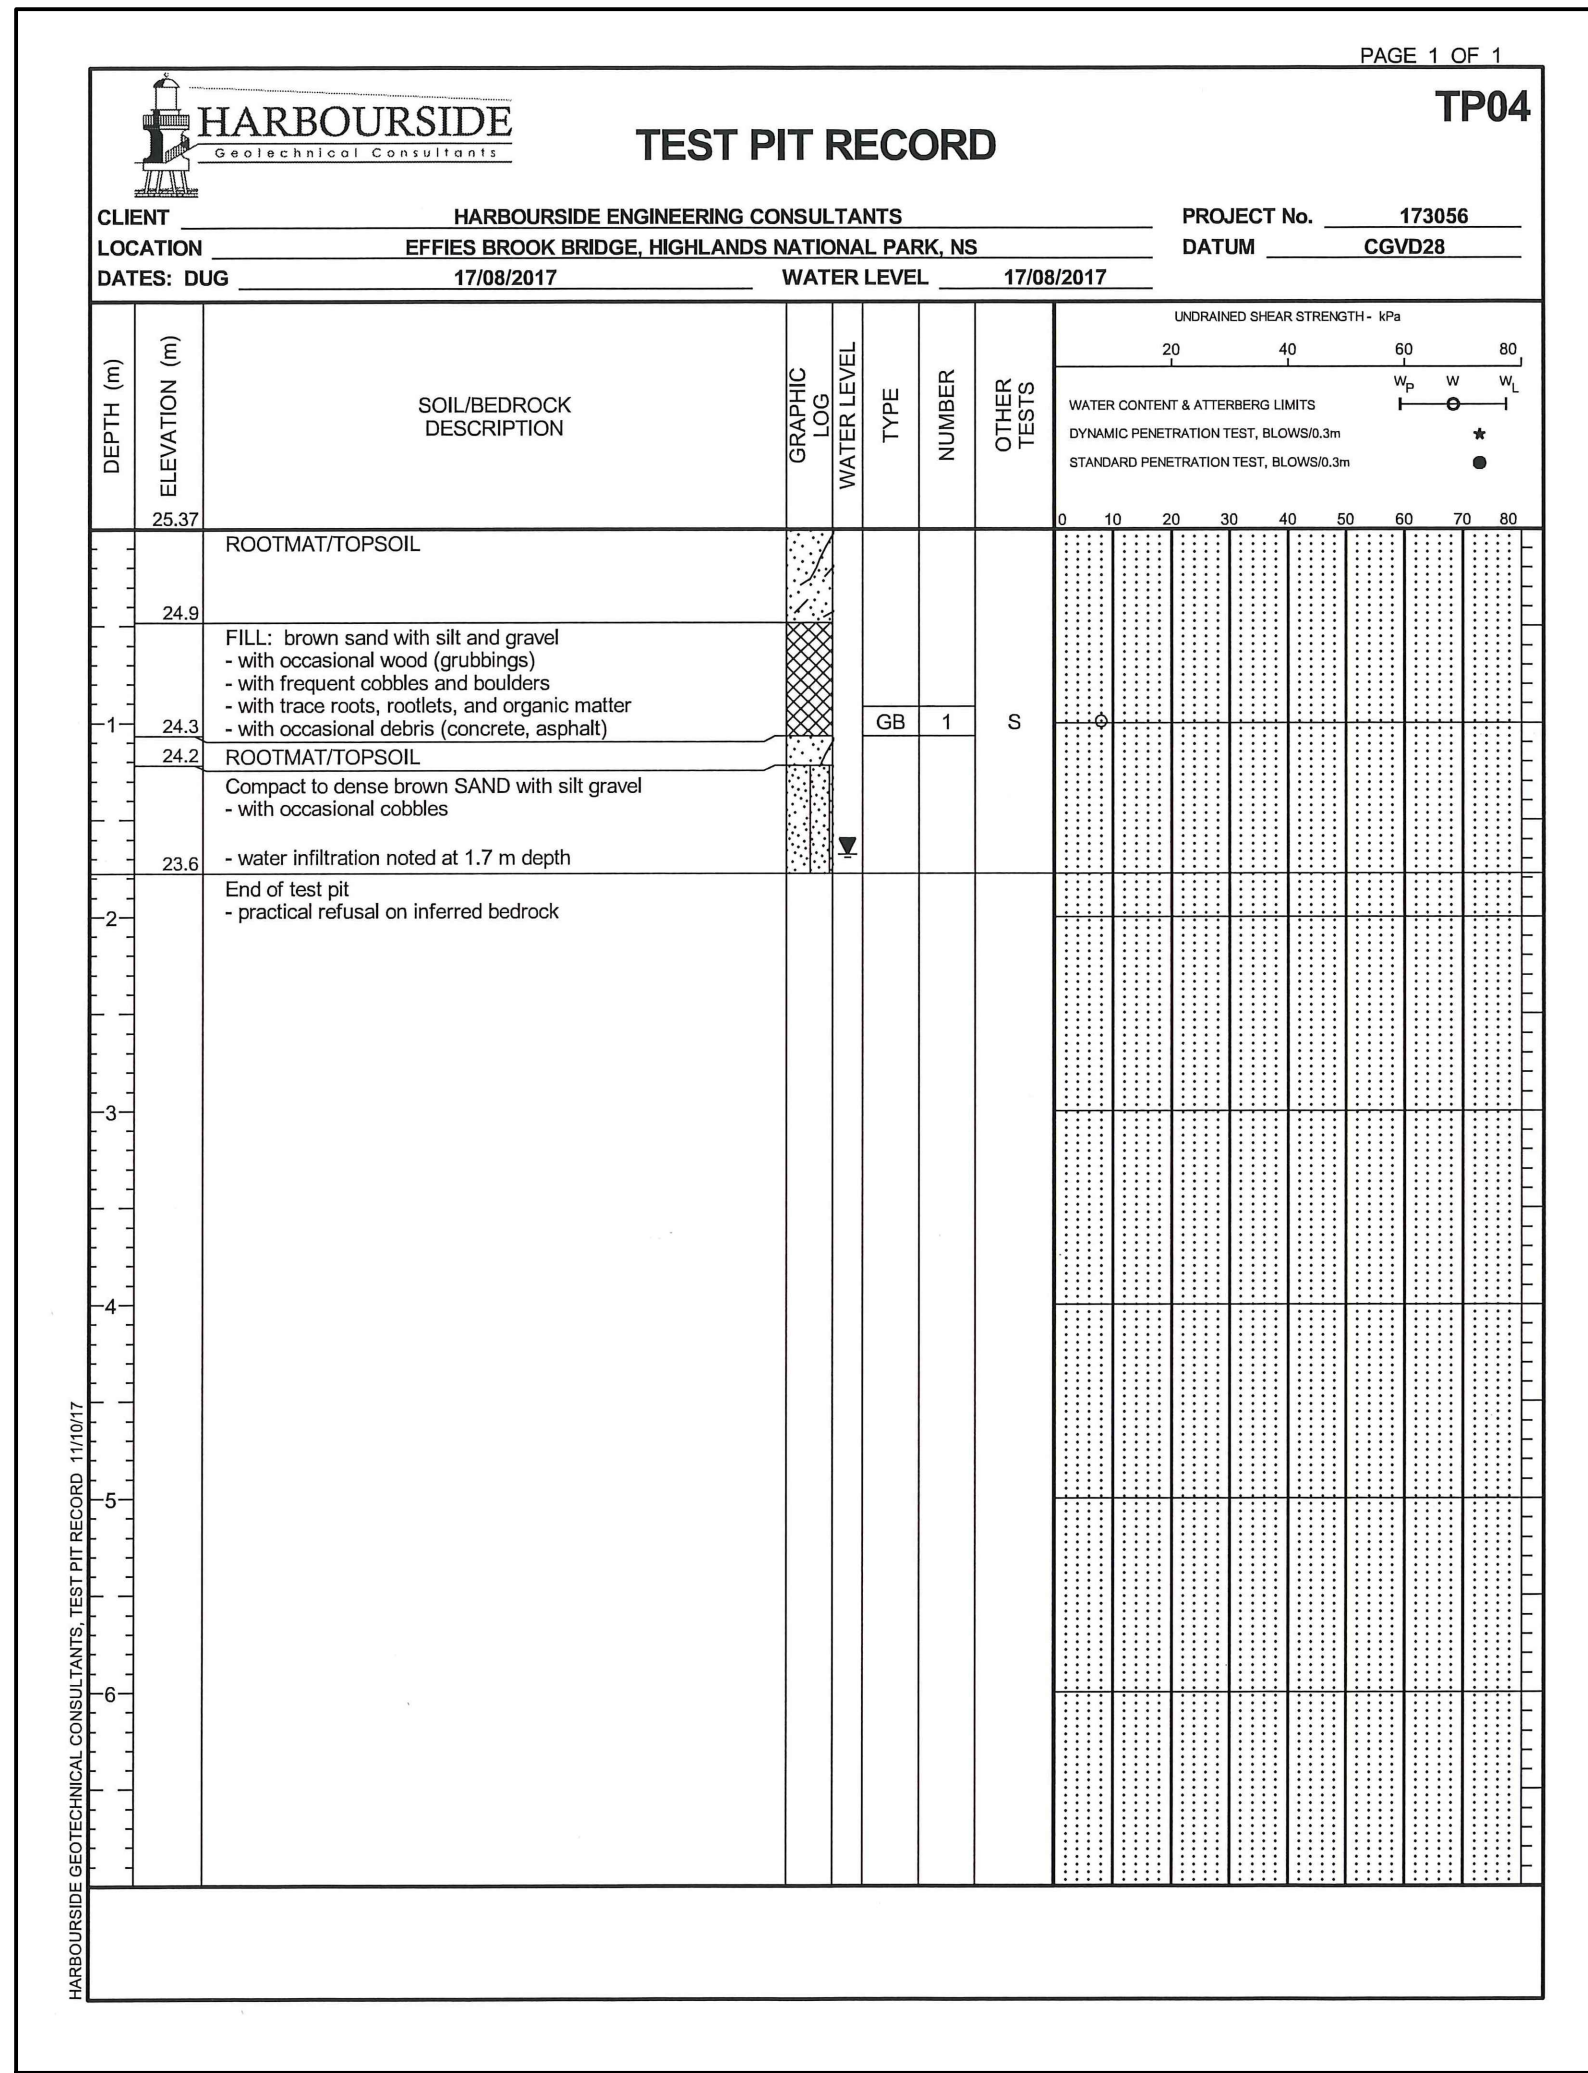 PAGE 1 OF 1
TP04
HARBOURSIDE
Geotechnical Consultants
TEST PIT RECORD
CLIENT HARBOURSIDE ENGINEERING CONSULTANTS PROJECT No. 173056
LOCATION EFFIES BROOK BRIDGE, HIGHLANDS NATIONAL PARK, NS DATUM CGVD28
DATES: DUG 17/08/2017 WATER LEVEL 17/08/2017
DEPTH (m)
ELEVATION (m)
SOIL/BEDROCK
DESCRIPTION
GRAPHIC
LOG
WATER LEVEL
TYPE
NUMBER
OTHER
TESTS
UNDRAINED SHEAR STRENGTH - kPa
20 40 60 80
WP W WL
WATER CONTENT & ATTERBERG LIMITS
DYNAMIC PENETRATION TEST, BLOWS/0.3m
STANDARD PENETRATION TEST, BLOWS/0.3m
25.37
0 10 20 30 40 50 60 70 80
ROOTMAT/TOPSOIL
24.9
FILL: brown sand with silt and gravel
- with occasional wood (grubbings)
- with frequent cobbles and boulders
- with trace roots, rootlets, and organic matter
1 24.3 - with occasional debris (concrete, asphalt) GB 1 S
24.2 ROOTMAT/TOPSOIL
Compact to dense brown SAND with silt gravel
- with occasional cobbles
23.6 - water infiltration noted at 1.7 m depth
End of test pit
2 - practical refusal on inferred bedrock
3
4
5
6
HARBOURSIDE GEOTECHNICAL CONSULTANTS, TEST PIT RECORD 11/10/17